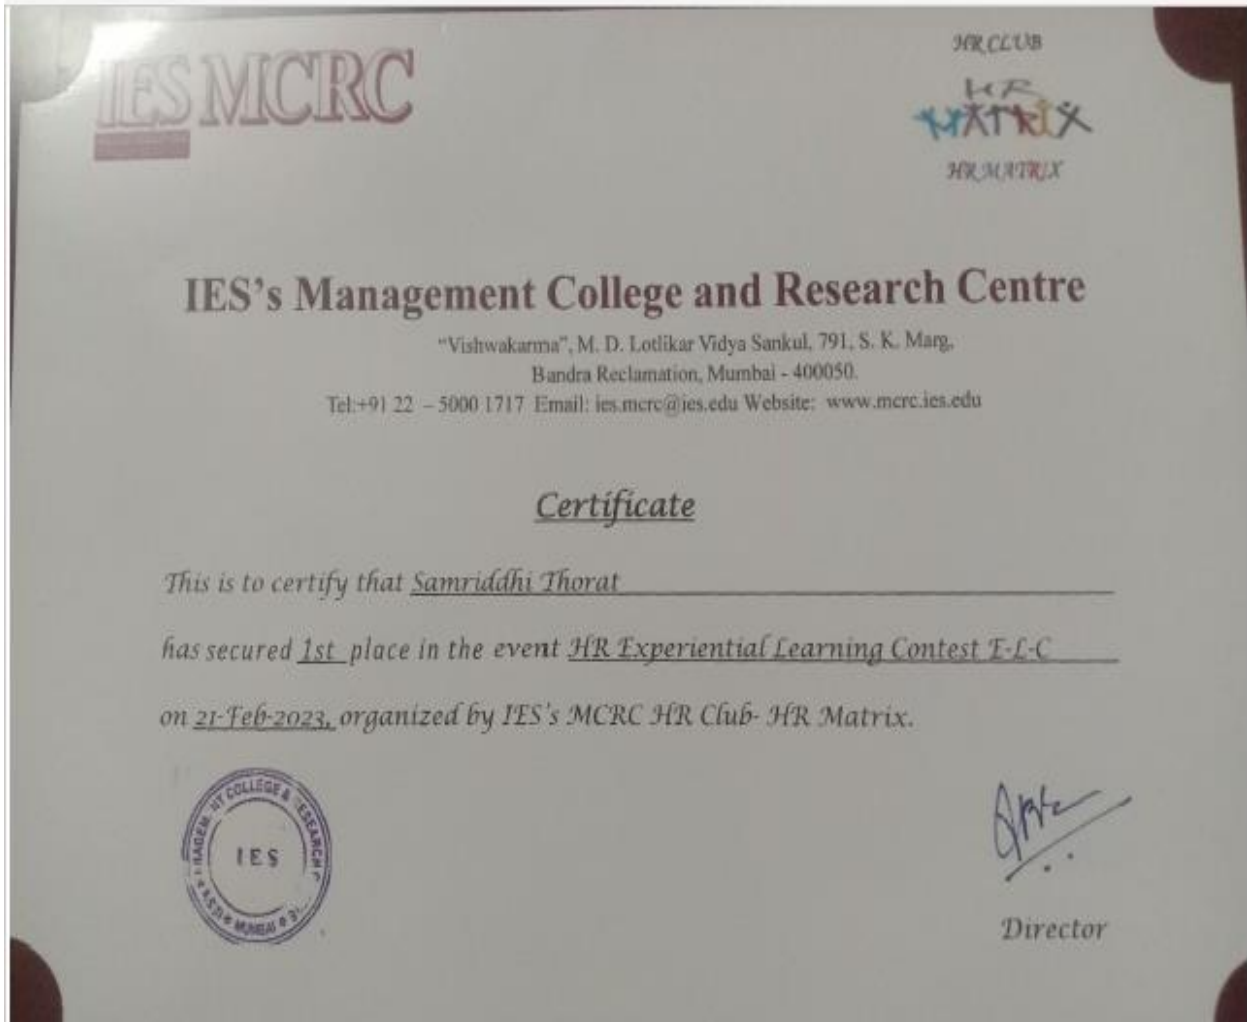 IES MCRC
HR CLUB
HR
MATRIX
HR MATRIX
IES's Management College and Research Centre
"Vishwakarma", M. D. Lotlikar Vidya Sankul, 791, S. K. Marg,
Bandra Reclamation, Mumbai - 400050.
Tel:+91 22 – 5000 1717 Email: ies.mcrc@ies.edu Website: www.mcrc.ies.edu
Certificate
This is to certify that Samriddhi Thorat
has secured 1st place in the event HR Experiential Learning Contest E-L-C
on 21-Feb-2023, organized by IES's MCRC HR Club- HR Matrix.
COLLEGE &
IES
MUMBAI
Director